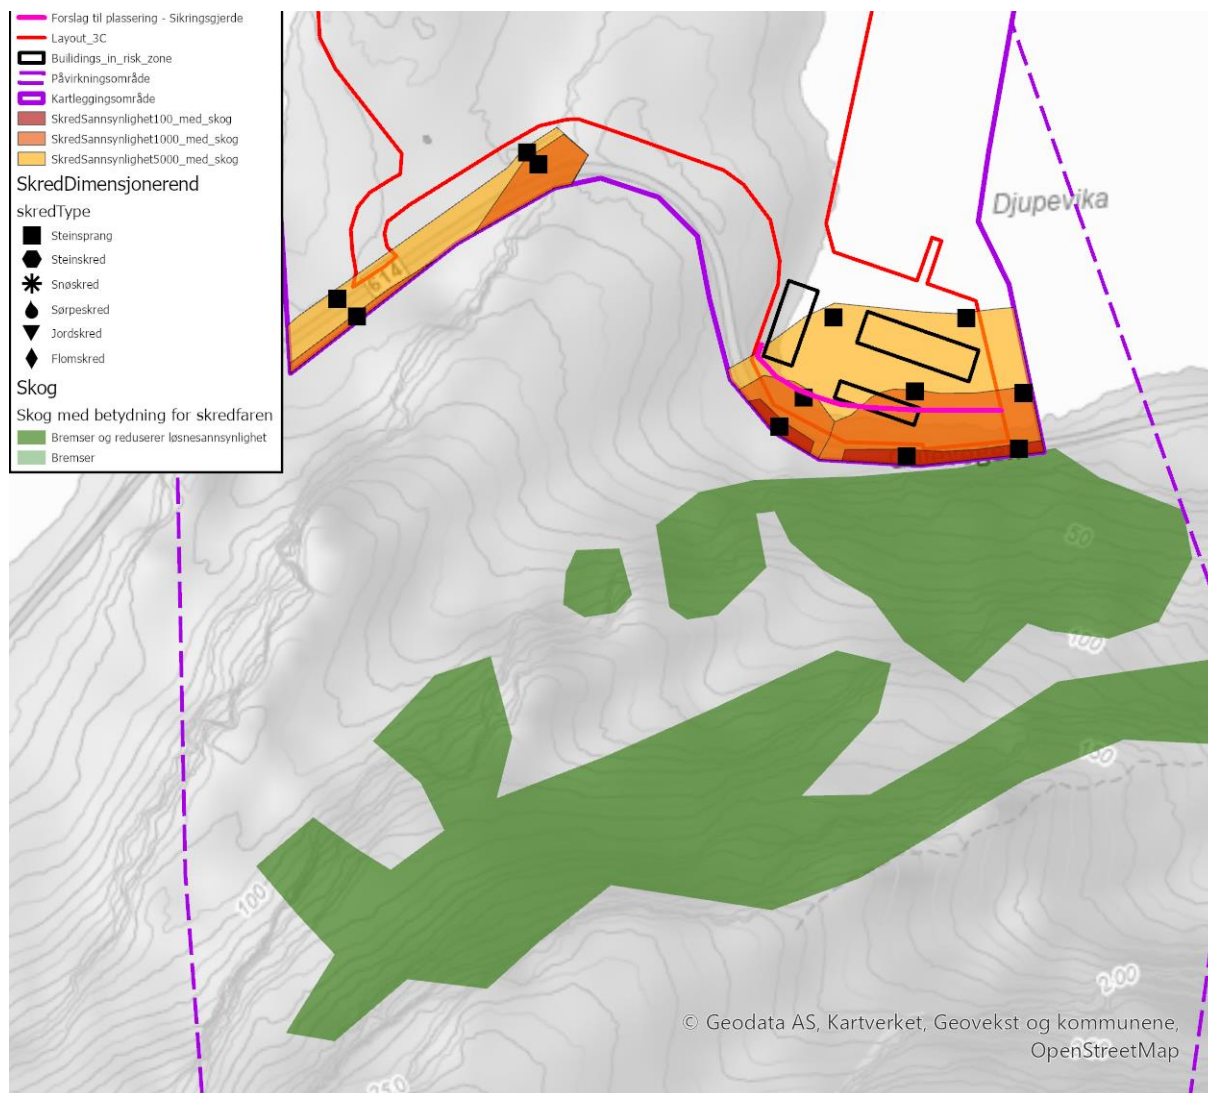 Forslag til plassering - Sikringsgjerde
Layout_3C
Builidings_in_risk_zone
Påvirkningsområde
Kartleggingsområde
SkredSannsynlighet100_med_skog
SkredSannsynlighet1000_med_skog
SkredSannsynlighet5000_med_skog
SkredDimensjonerend
skredType
Steinsprang
Steinskred
Snøskred
Sørpeskred
Jordskred
Flomskred
Skog
Skog med betydning for skredfaren
Bremser og reduserer løsnesannsynlighet
Bremser
Djupevika
614
50
100
150
100
200
250
© Geodata AS, Kartverket, Geovekst og kommunene,
OpenStreetMap